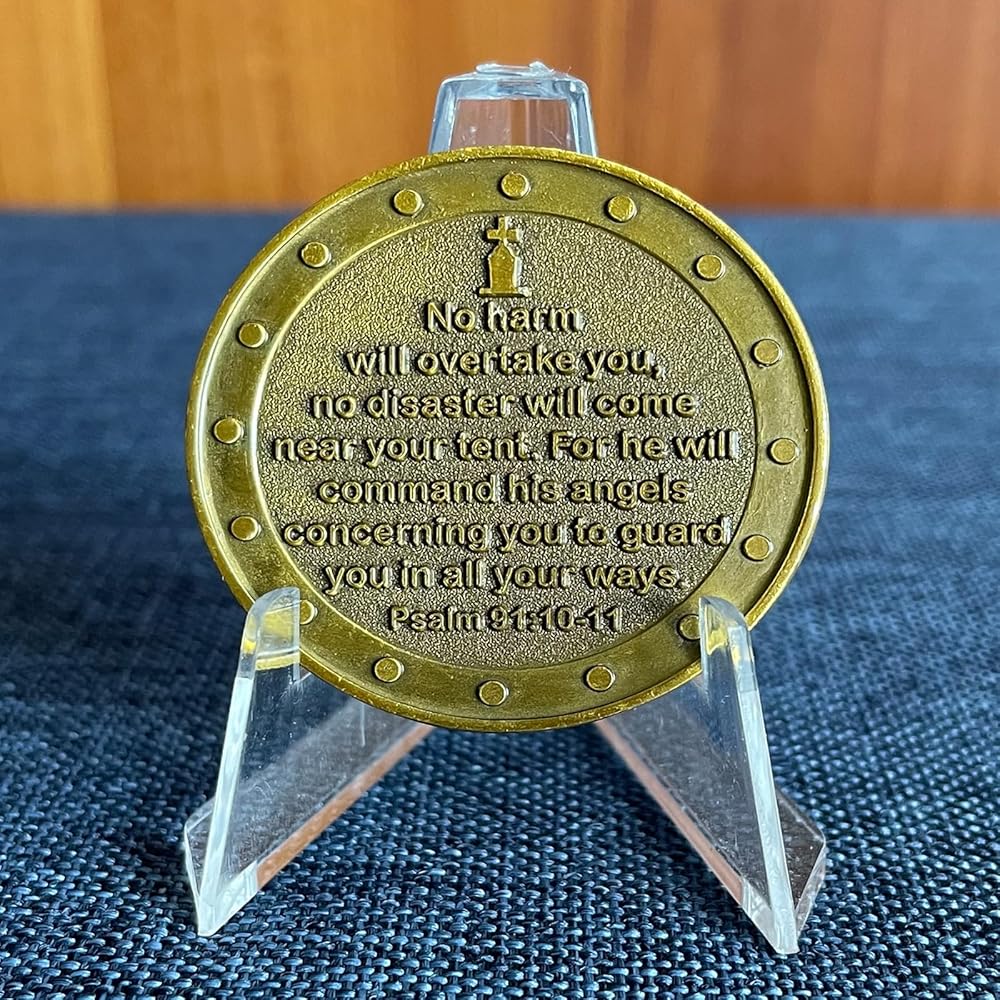 No harm
will overtake you,
no disaster will come
near your tent. For he will
command his angels
concerning you to guard
you in all your ways.
Psalm 91:10-11